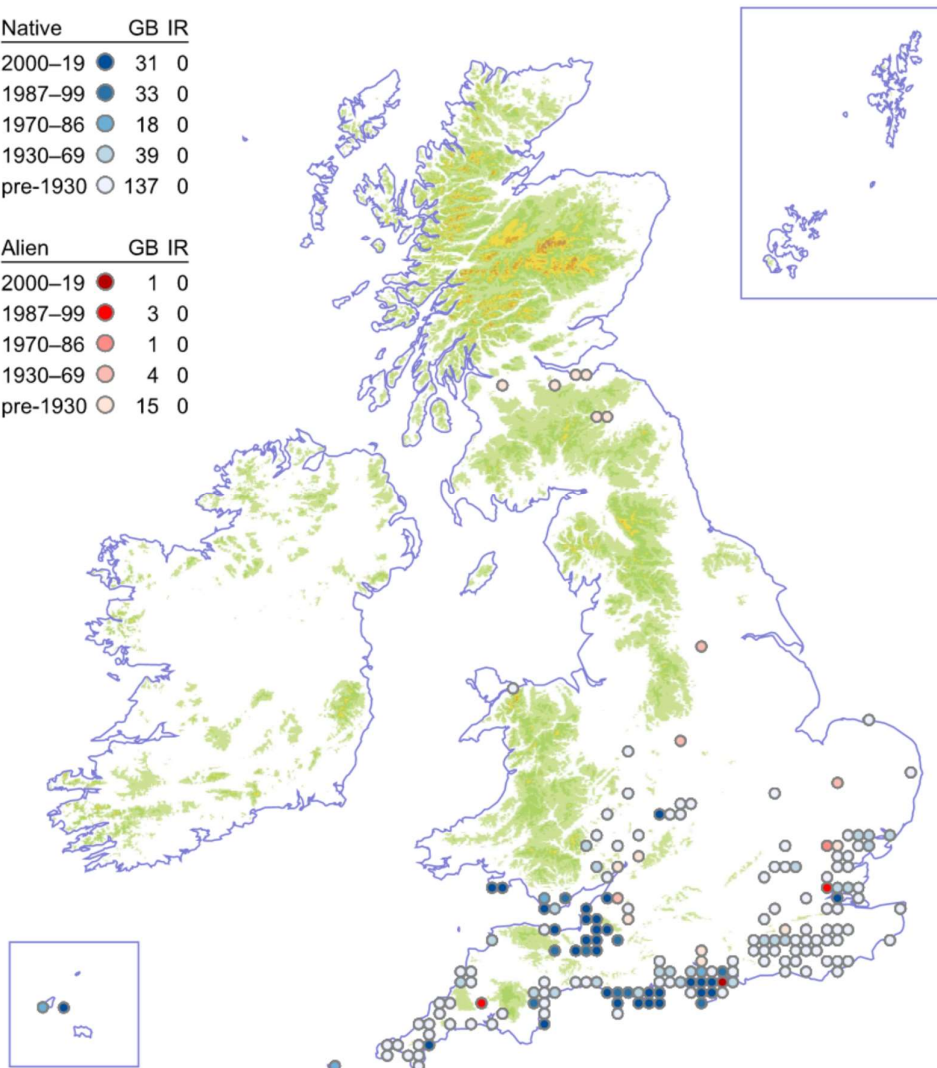 Native GB IR
2000–19 31 0
1987–99 33 0
1970–86 18 0
1930–69 39 0
pre-1930 137 0
Alien GB IR
2000–19 1 0
1987–99 3 0
1970–86 1 0
1930–69 4 0
pre-1930 15 0